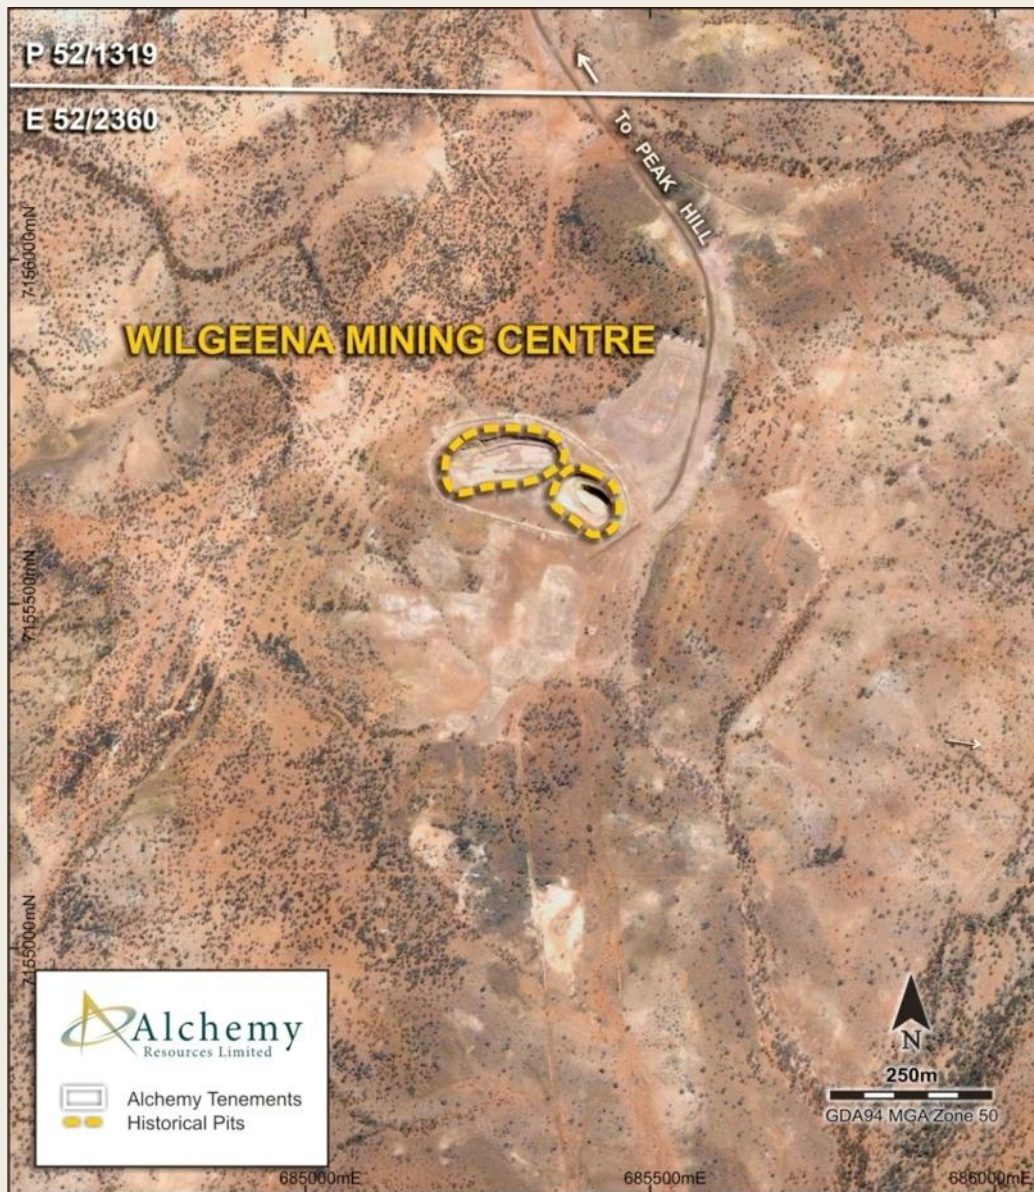 P 52/1319
E 52/2360
To PEAK HILL
7156000mN
WILGEENA MINING CENTRE
7155500mN
7155000mN
Alchemy
Resources Limited
Alchemy Tenements
Historical Pits
N
250m
GDA94 MGA Zone 50
685000mE
685500mE
686000mE